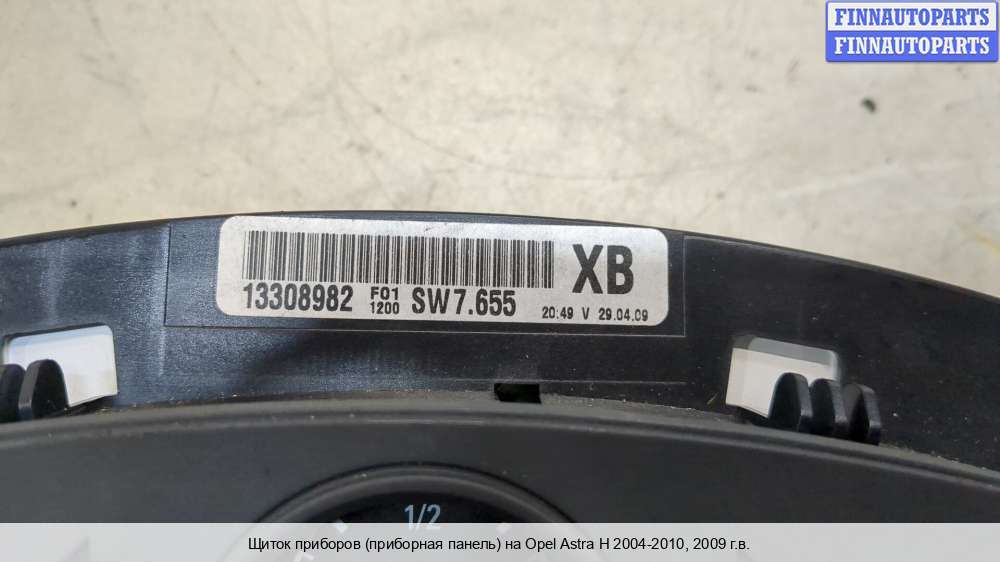 FINNAUTOPARTS
FINNAUTOPARTS
XB
13308982 F01 1200 SW7.655 20:49 V 29.04.09
1/2
Щиток приборов (приборная панель) на Opel Astra H 2004-2010, 2009 г.в.